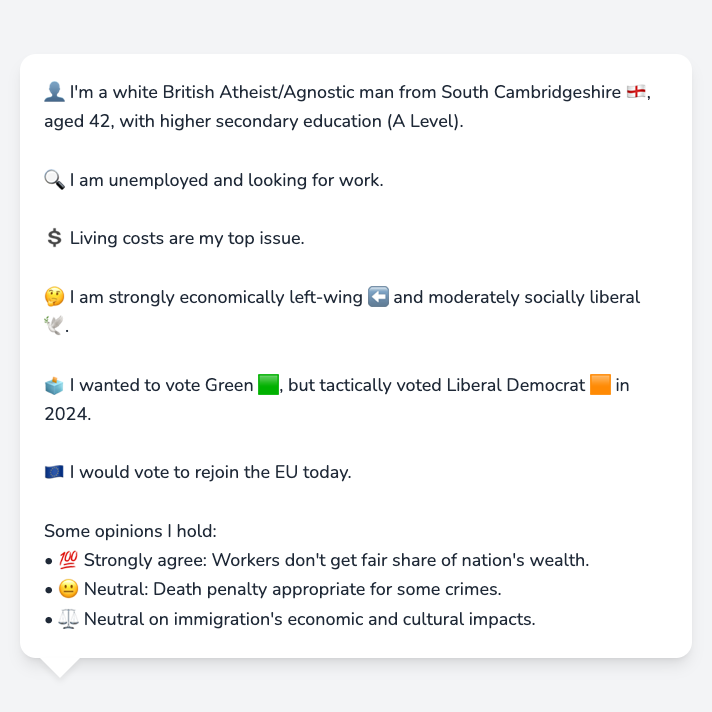 👤 I'm a white British Atheist/Agnostic man from South Cambridgeshire 🏴󠁧󠁢󠁥󠁮󠁧󠁿,
aged 42, with higher secondary education (A Level).
🔍 I am unemployed and looking for work.
💲 Living costs are my top issue.
🤔 I am strongly economically left-wing ⬅️ and moderately socially liberal
🕊️.
🗳️ I wanted to vote Green 🟩, but tactically voted Liberal Democrat 🟧 in
2024.
🇪🇺 I would vote to rejoin the EU today.
Some opinions I hold:
• 💯 Strongly agree: Workers don't get fair share of nation's wealth.
• 😐 Neutral: Death penalty appropriate for some crimes.
• ⚖️ Neutral on immigration's economic and cultural impacts.